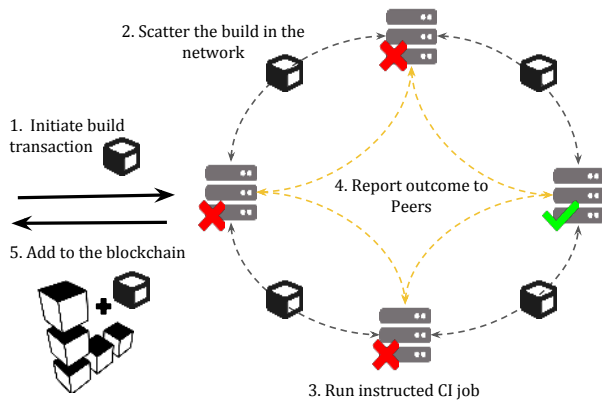 2. Scatter the build in the
network
1. Initiate build
transaction
4. Report outcome to
Peers
5. Add to the blockchain
3. Run instructed CI job